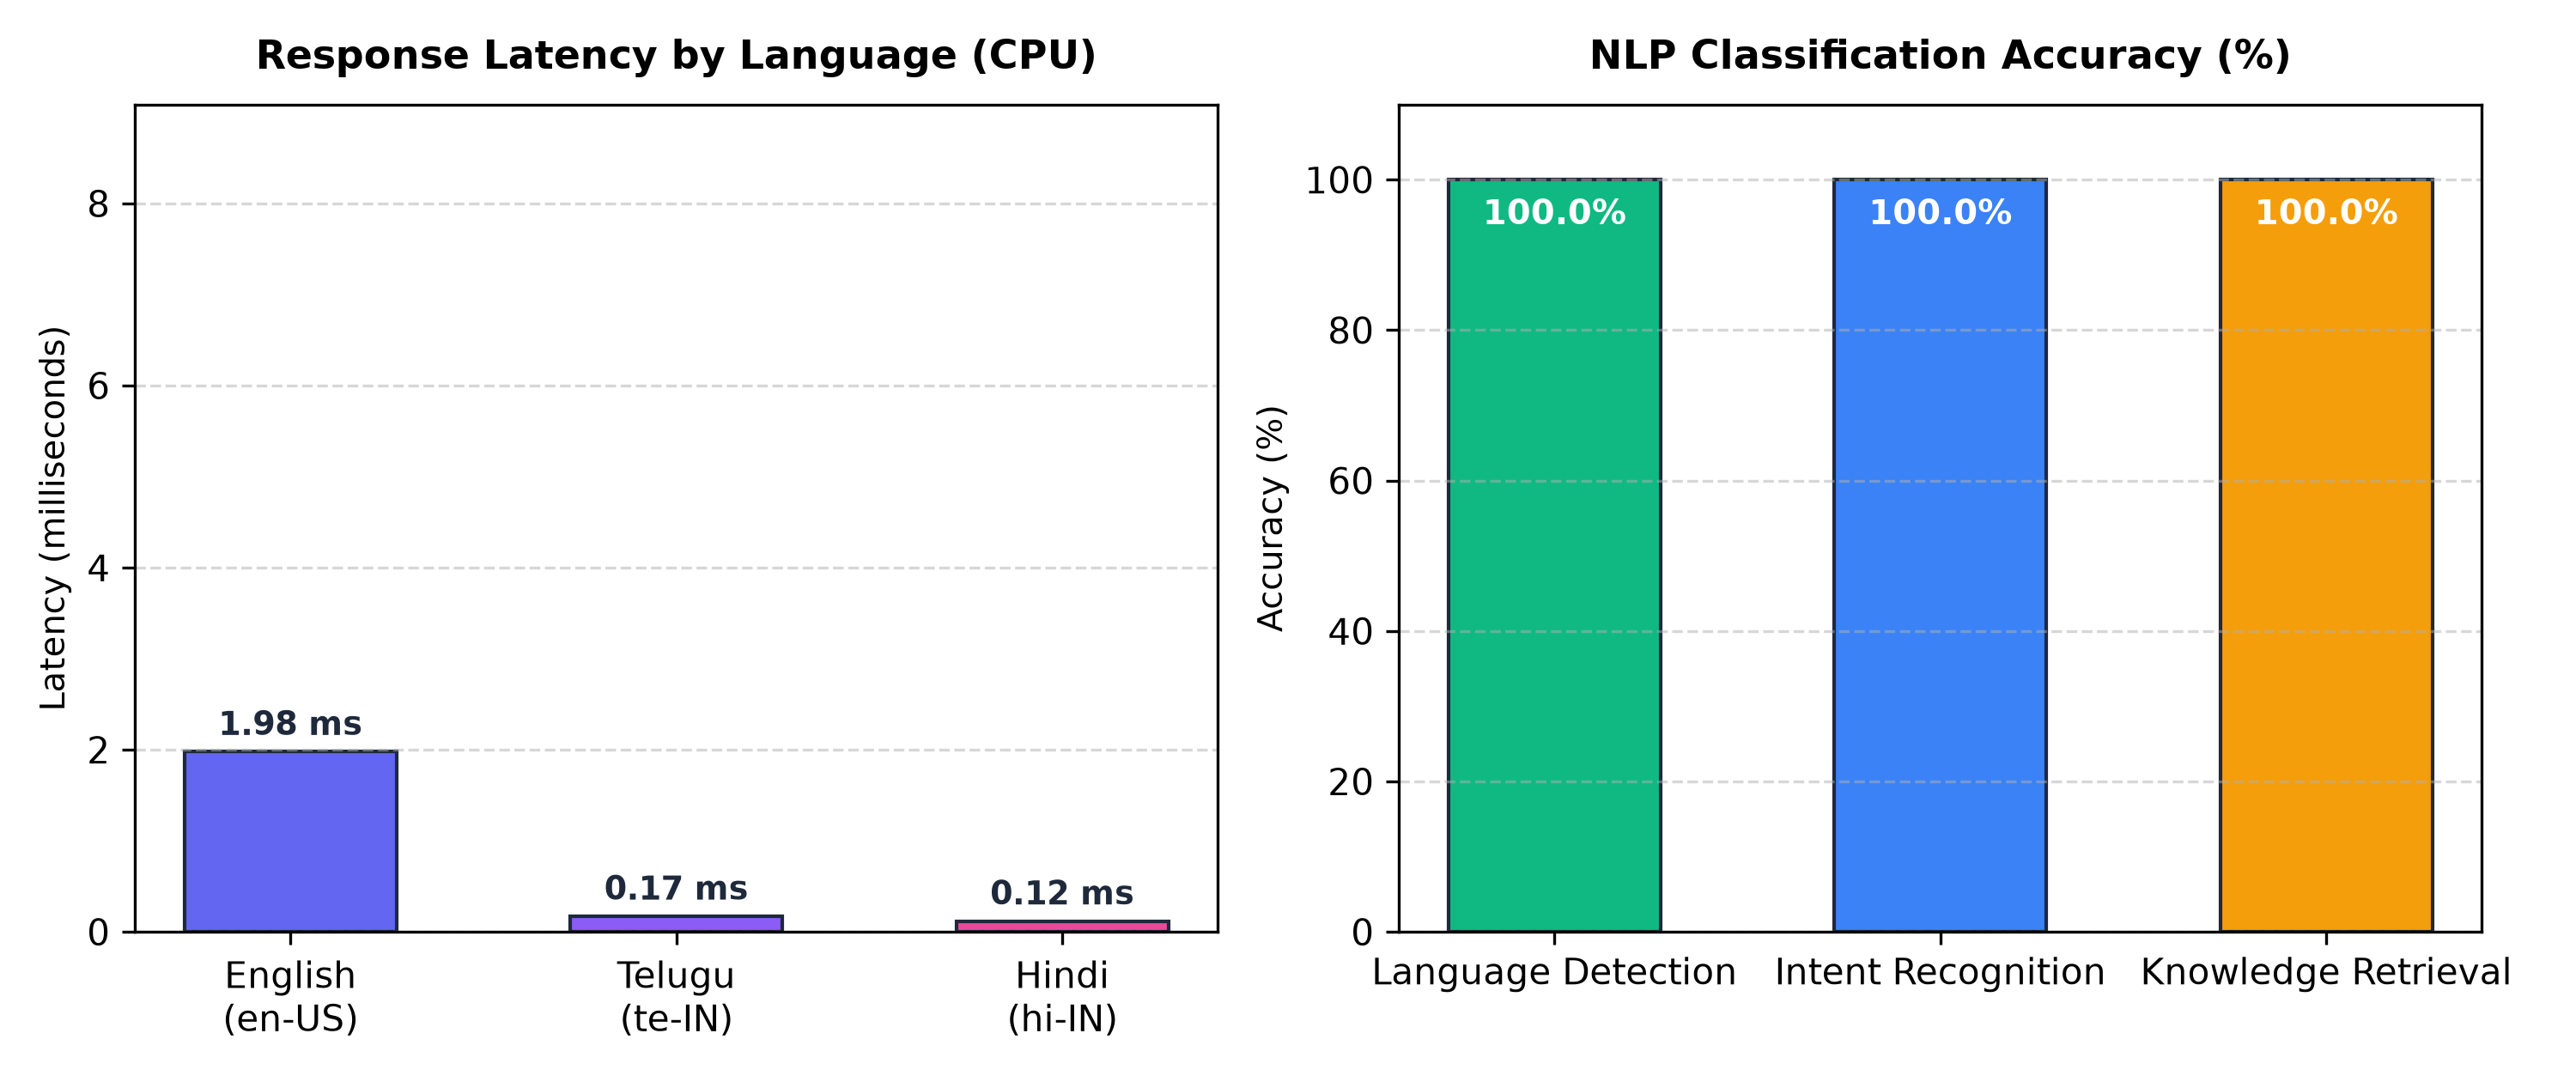 Response Latency by Language (CPU)
Latency (milliseconds)
8
6
4
2
0
1.98 ms
0.17 ms
0.12 ms
English
(en-US)
Telugu
(te-IN)
Hindi
(hi-IN)
NLP Classification Accuracy (%)
Accuracy (%)
100
80
60
40
20
0
100.0%
100.0%
100.0%
Language Detection
Intent Recognition
Knowledge Retrieval